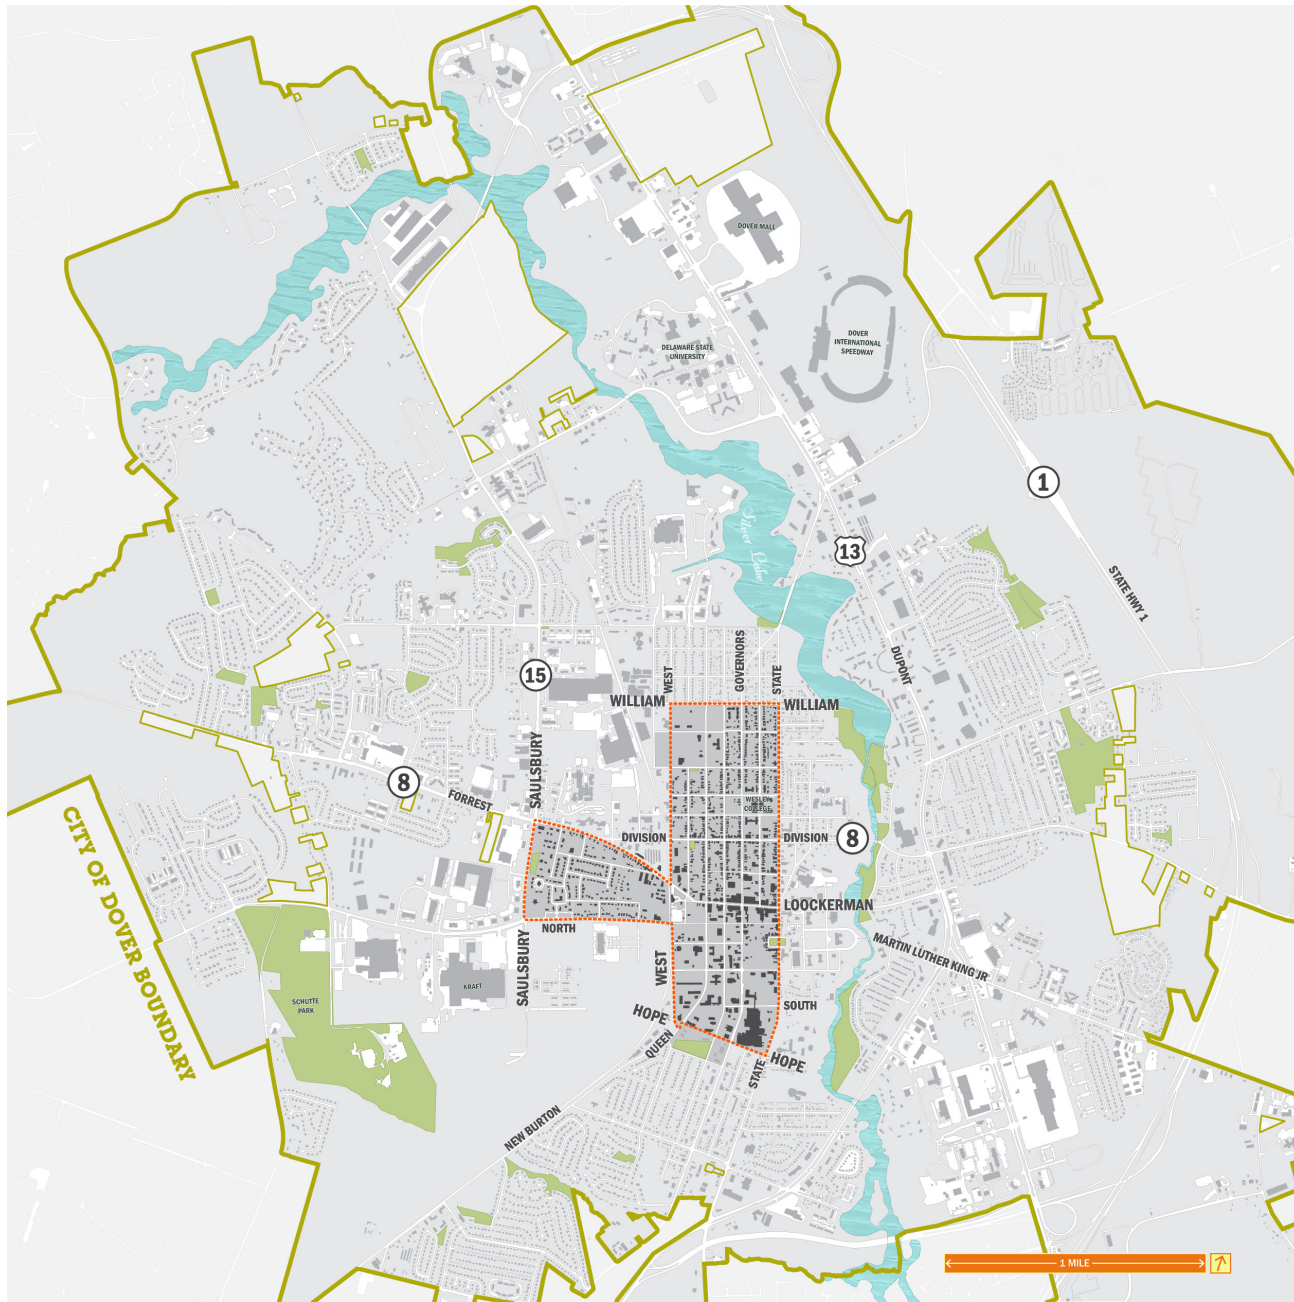 DOVER MALL
DOVER
INTERNATIONAL
SPEEDWAY
DELAWARE STATE
UNIVERSITY
1
Silver Lake
13
STATE HWY 1
DUPONT
GOVERNORS
STATE
WEST
15
WILLIAM
WILLIAM
SAULSBURY
8
FORREST
WESLEY
COLLEGE
DIVISION
DIVISION
8
CITY OF DOVER BOUNDARY
LOOCKERMAN
NORTH
MARTIN LUTHER KING JR
SAULSBURY
WEST
KRAFT
SCHUTTE
PARK
SOUTH
HOPE
QUEEN
HOPE
STATE
NEW BURTON
1 MILE